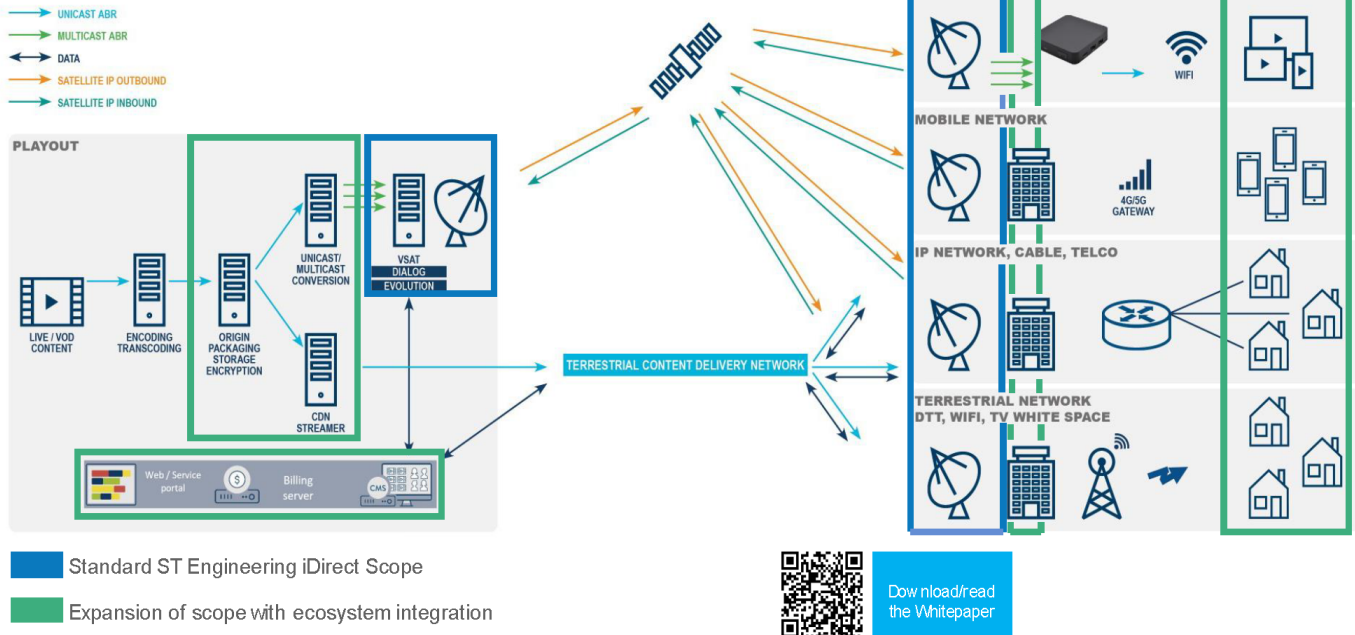 UNICAST ABR
MULTICAST ABR
DATA
SATELLITE IP OUTBOUND
SATELLITE IP INBOUND
PLAYOUT
LIVE / VOD
CONTENT
ENCODING
TRANSCODING
ORIGIN
PACKAGING
STORAGE
ENCRYPTION
UNICAST/
MULTICAST
CONVERSION
CDN
STREAMER
VSAT
DIALOG
EVOLUTION
Web / Service
portal
$
Billing
server
CMS
TERRESTRIAL CONTENT DELIVERY NETWORK
WIFI
MOBILE NETWORK
4G/5G
GATEWAY
IP NETWORK, CABLE, TELCO
TERRESTRIAL NETWORK
DTT, WIFI, TV WHITE SPACE
Standard ST Engineering iDirect Scope
Expansion of scope with ecosystem integration
Dow nload/read
the Whitepaper